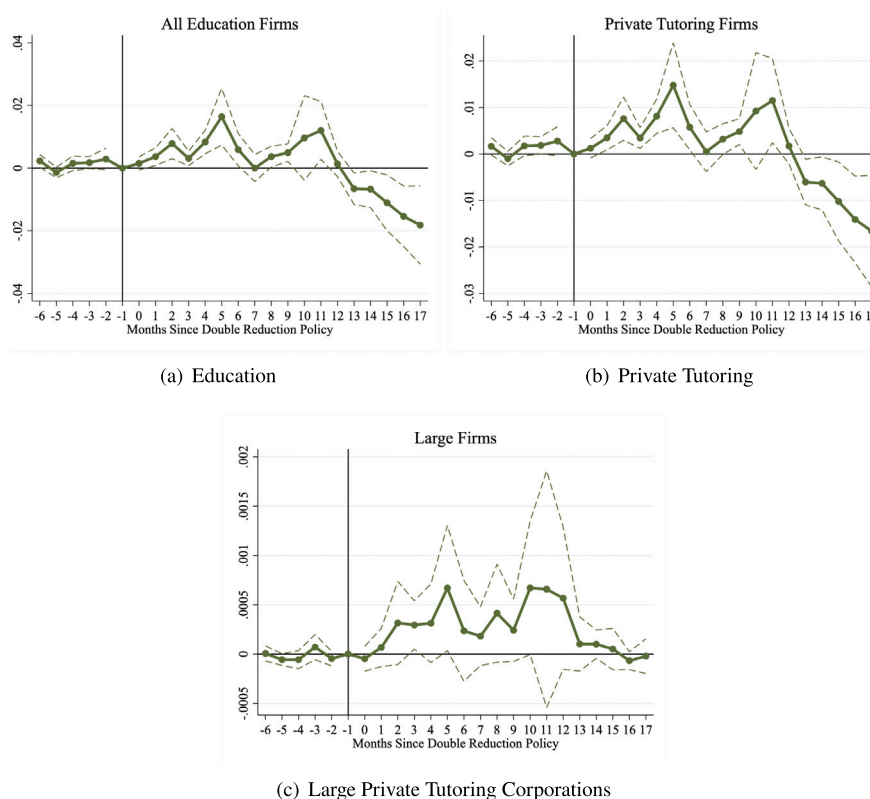 All Education Firms
.04
.02
0
-.02
-.04
-6 -5 -4 -3 -2 -1 0 1 2 3 4 5 6 7 8 9 10 11 12 13 14 15 16 17
Months Since Double Reduction Policy
(a) Education
Private Tutoring Firms
.02
.01
0
-.01
-.02
-.03
-6 -5 -4 -3 -2 -1 0 1 2 3 4 5 6 7 8 9 10 11 12 13 14 15 16
Months Since Double Reduction Policy
(b) Private Tutoring
Large Firms
.002
.0015
.001
.0005
0
-.0005
-6 -5 -4 -3 -2 -1 0 1 2 3 4 5 6 7 8 9 10 11 12 13 14 15 16 17
Months Since Double Reduction Policy
(c) Large Private Tutoring Corporations